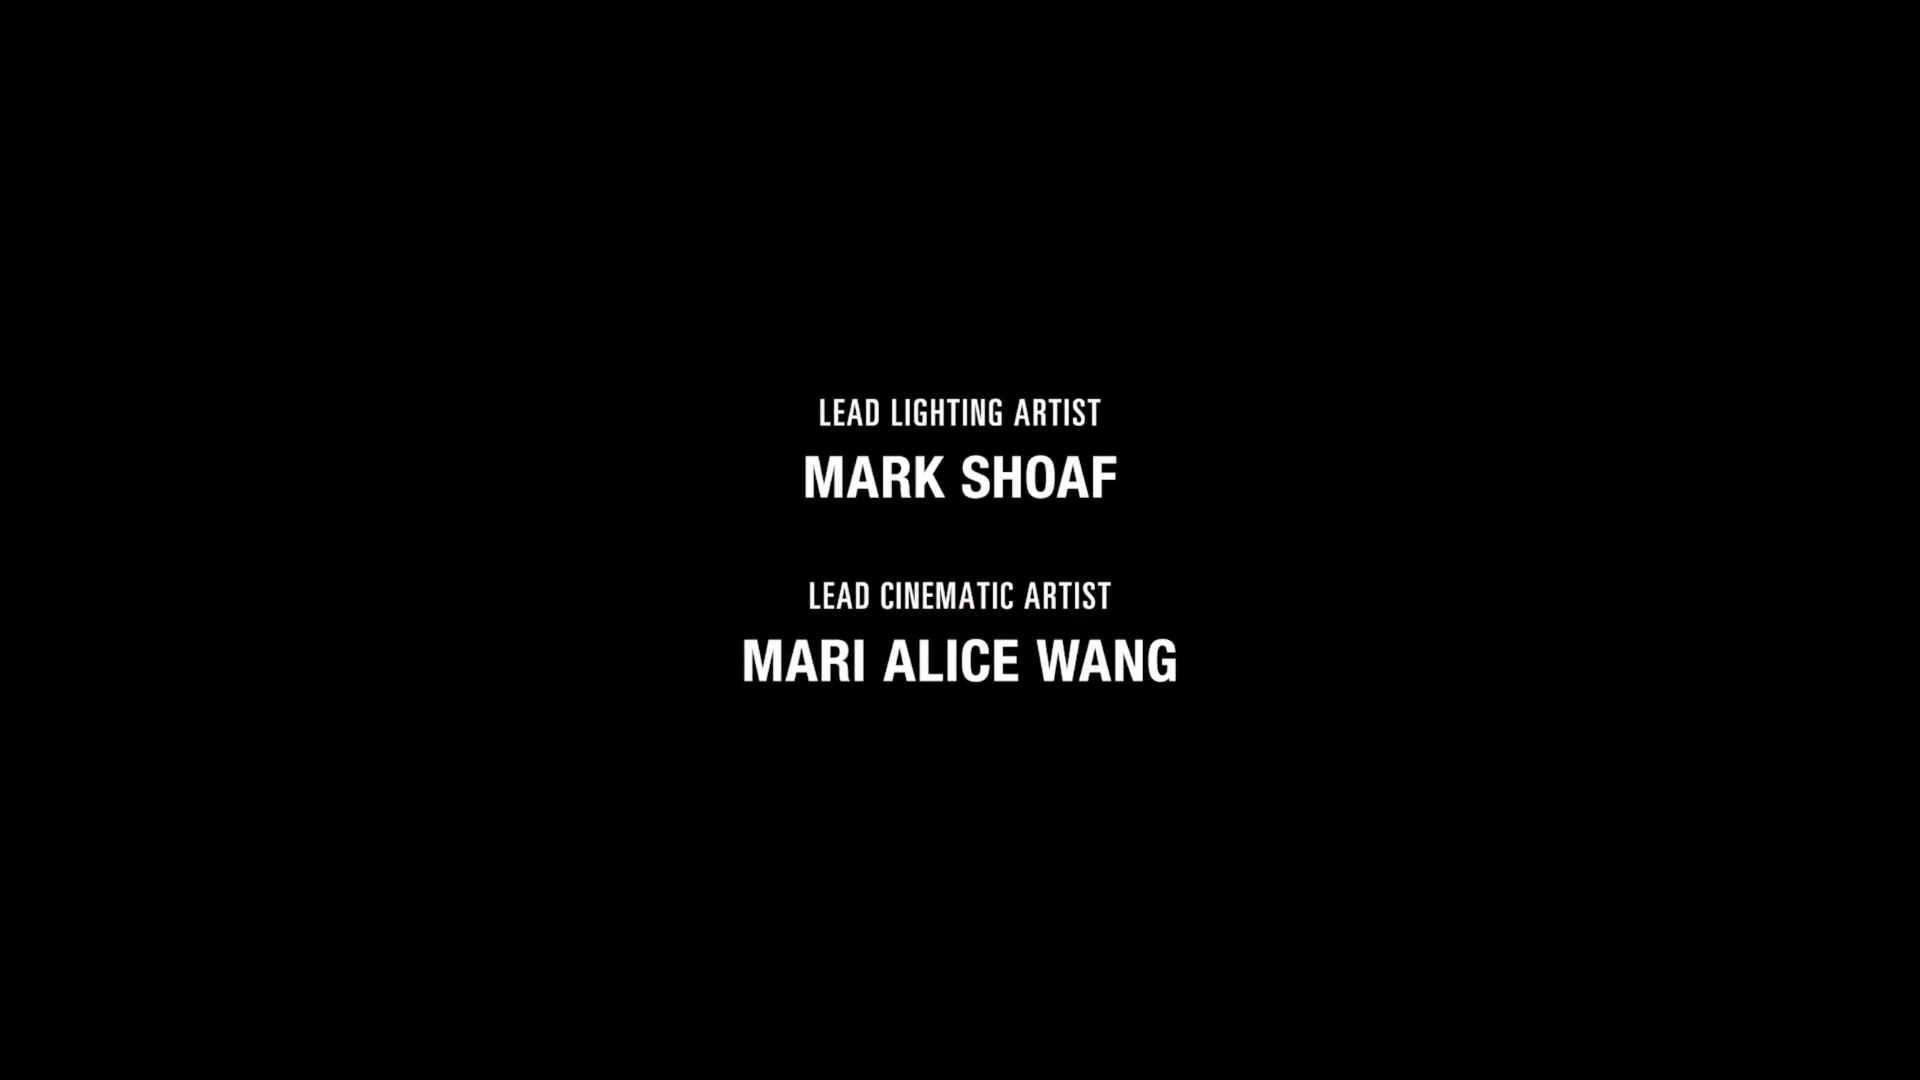 LEAD LIGHTING ARTIST
MARK SHOAF
LEAD CINEMATIC ARTIST
MARI ALICE WANG